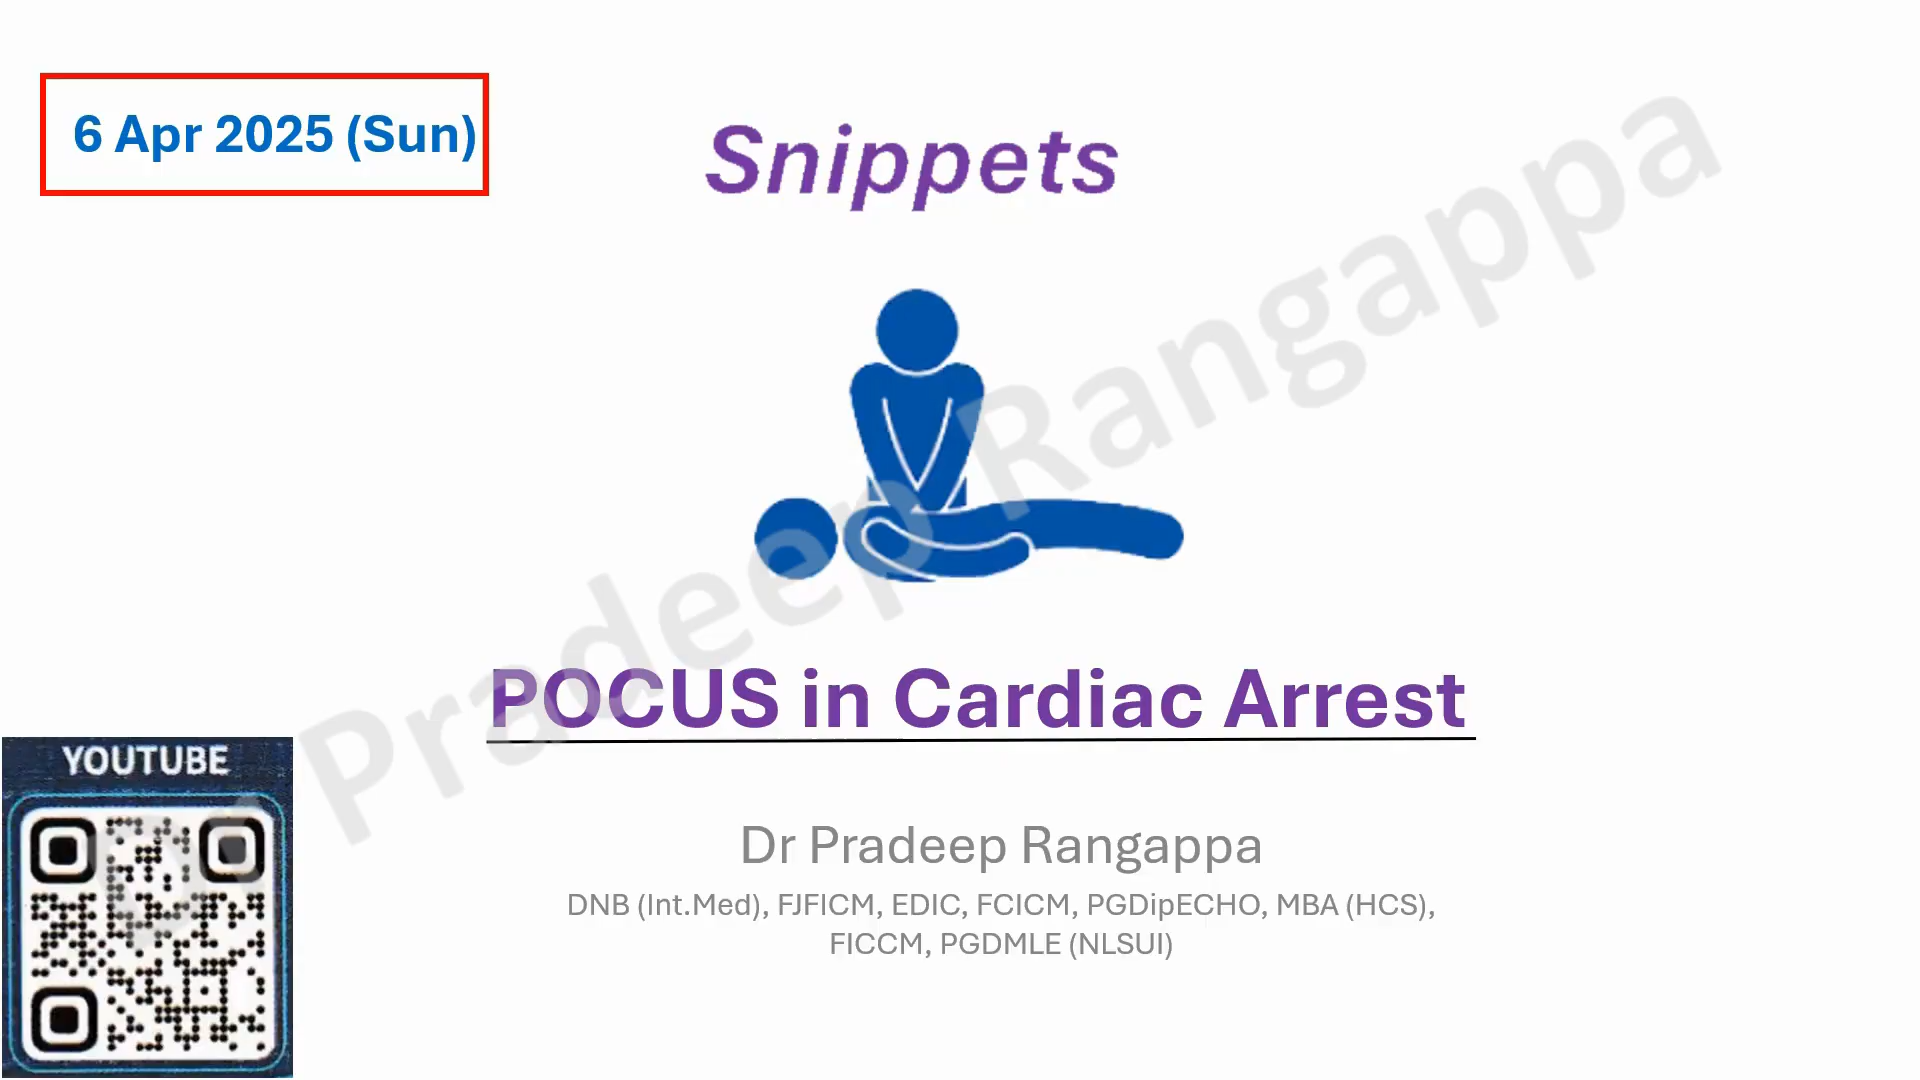 6 Apr 2025 (Sun)
Snippets
POCUS in Cardiac Arrest
Dr Pradeep Rangappa
DNB (Int.Med), FJFICM, EDIC, FCICM, PGDipECHO, MBA (HCS),
FICCM, PGDMLE (NLSUI)
YOUTUBE
Dr Pradeep Rangappa